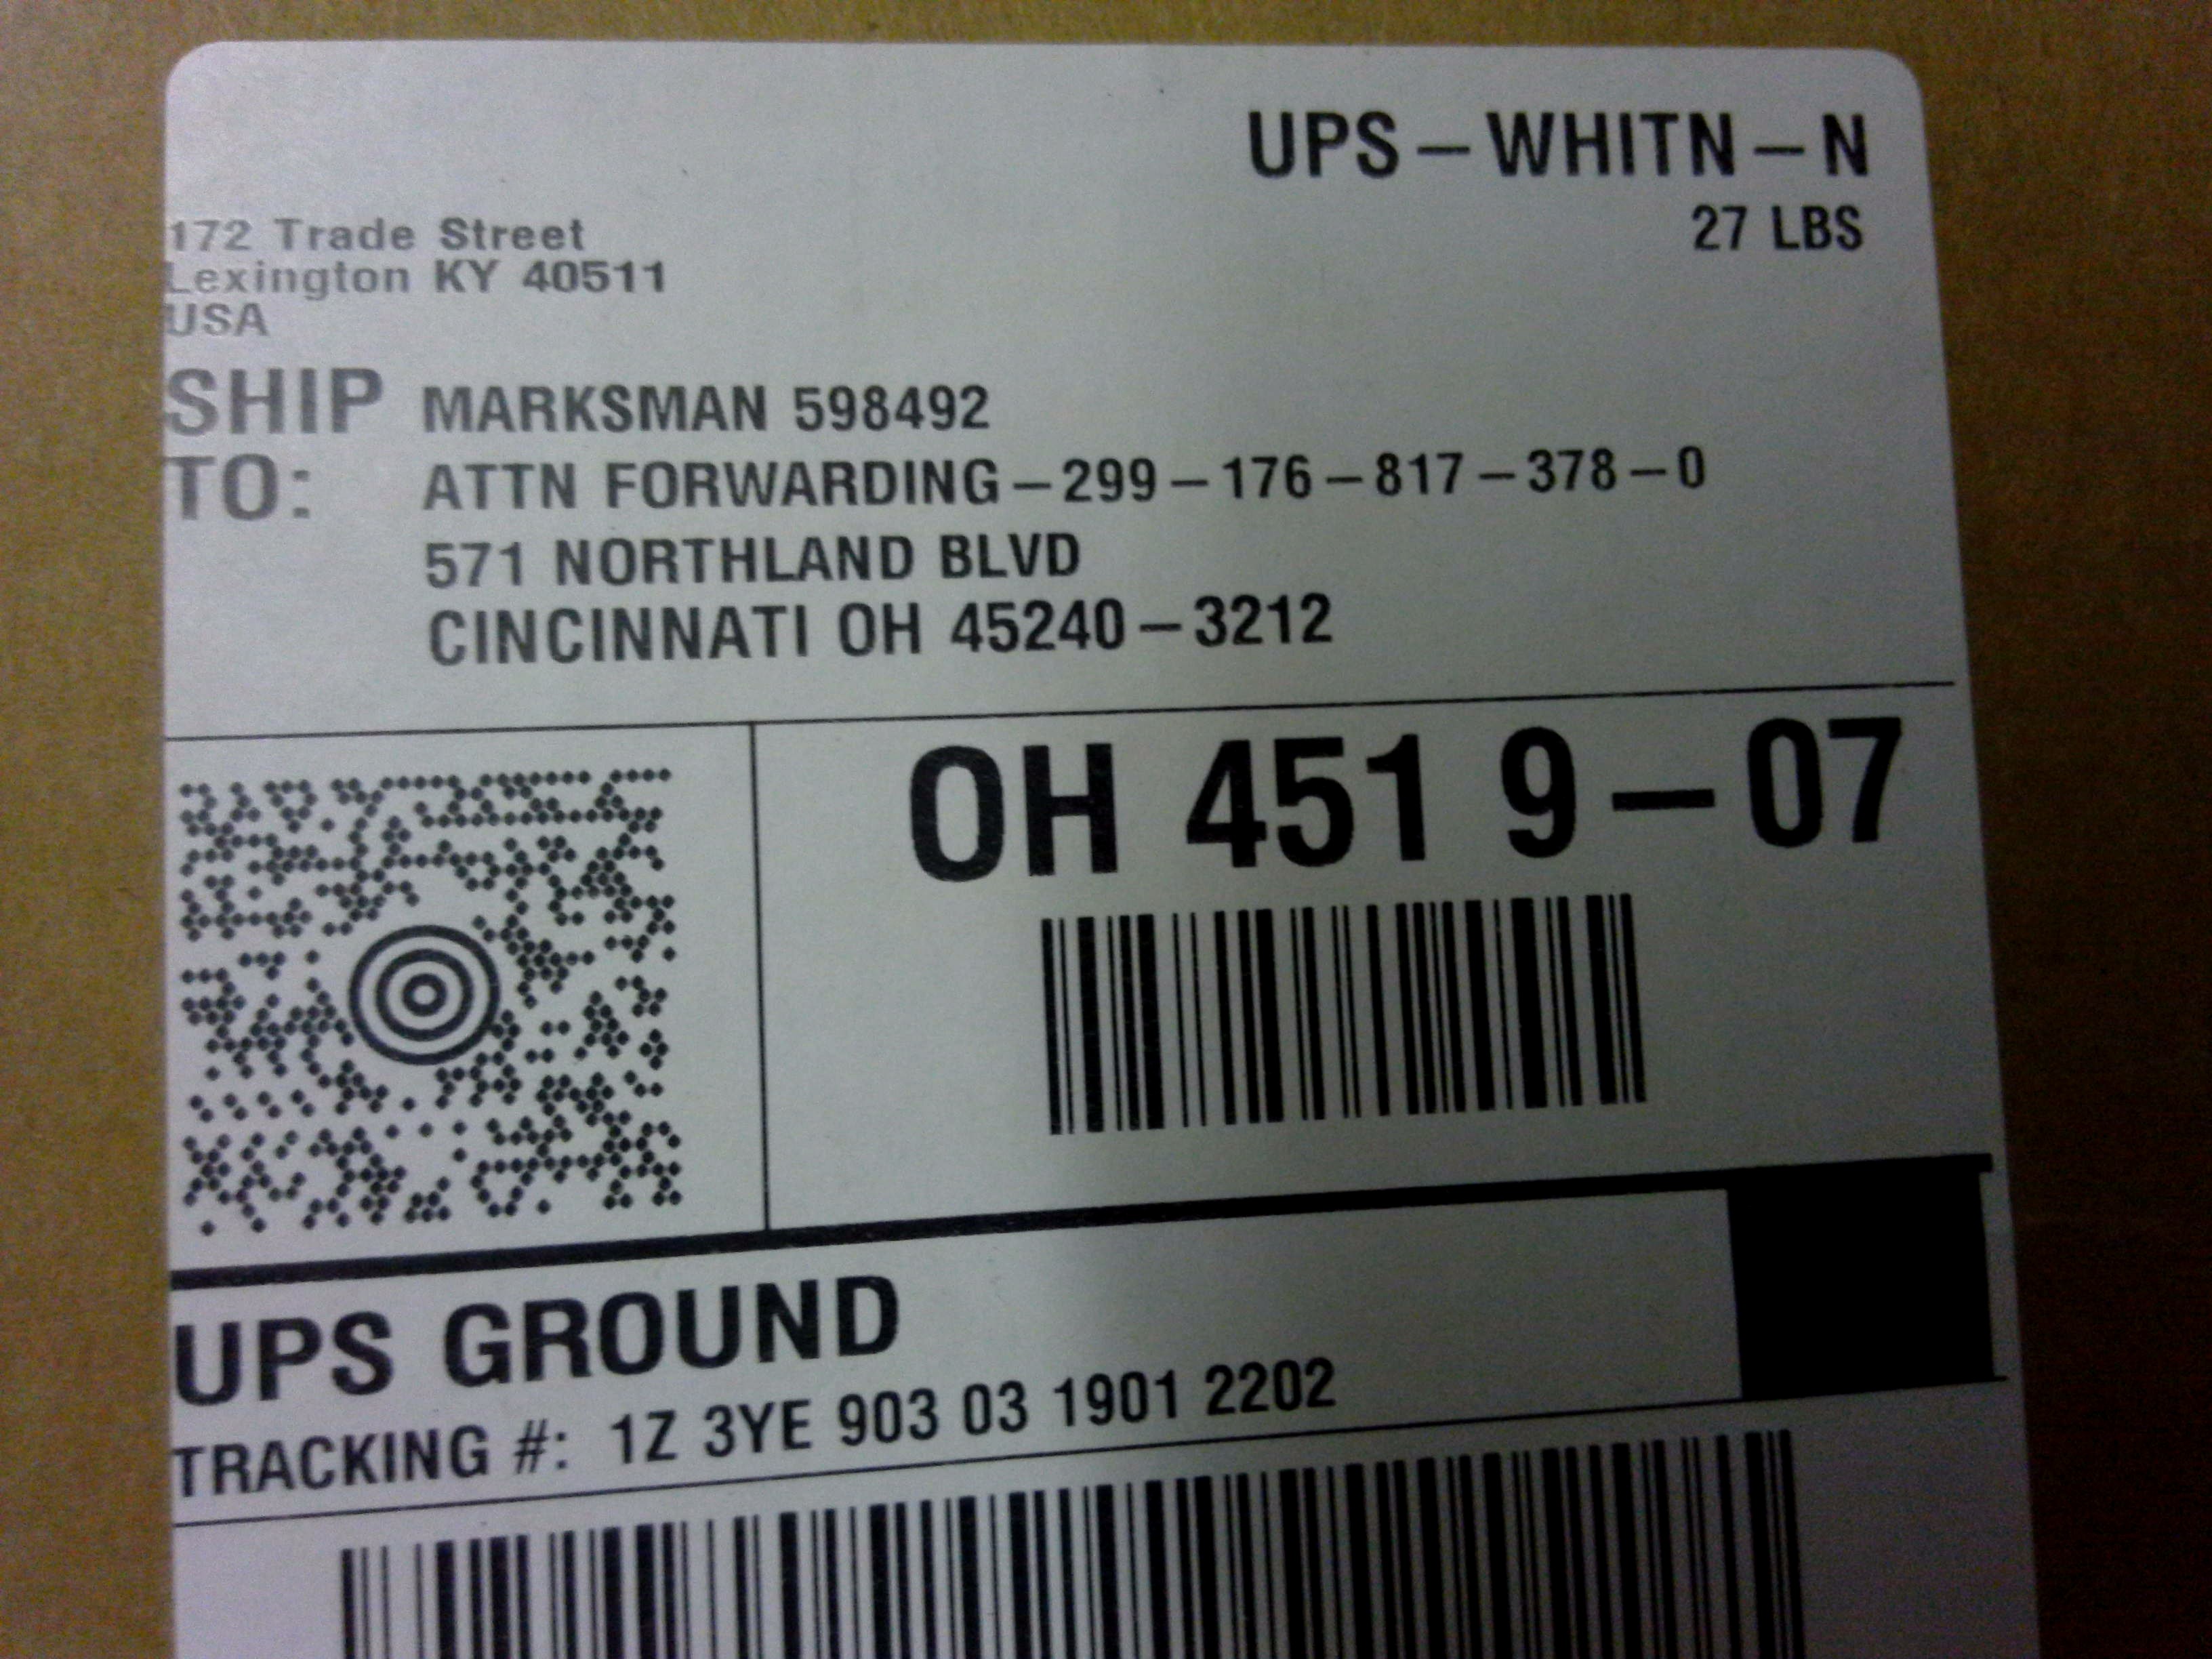 UPS-WHITN-N
27 LBS
172 Trade Street
Lexington KY 40511
USA
SHIP TO:
MARKSMAN 598492
ATTN FORWARDING-299-176-817-378-0
571 NORTHLAND BLVD
CINCINNATI OH 45240-3212
OH 451 9-07
UPS GROUND
TRACKING #: 1Z 3YE 903 03 1901 2202